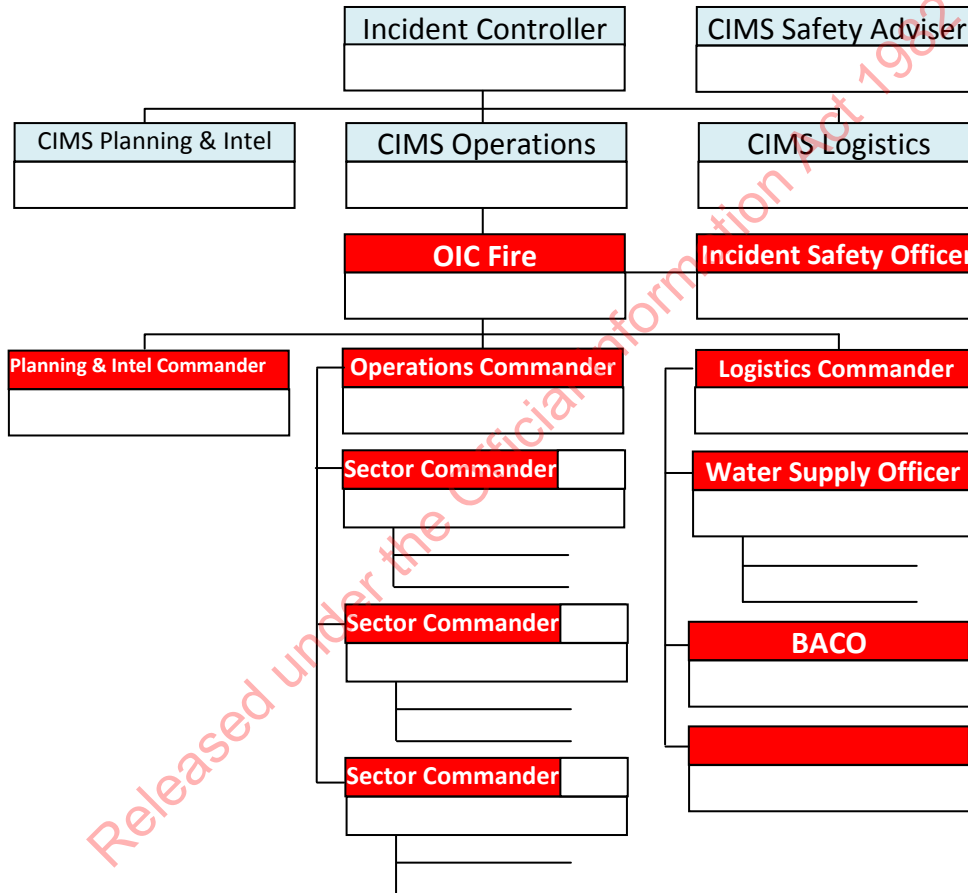 Incident Controller
CIMS Safety Adviser
CIMS Planning & Intel
CIMS Operations
CIMS Logistics
OIC Fire
Incident Safety Officer
Planning & Intel Commander
Operations Commander
Logistics Commander
Sector Commander
Water Supply Officer
Sector Commander
BACO
Sector Commander
Released under the Official Information Act 1982